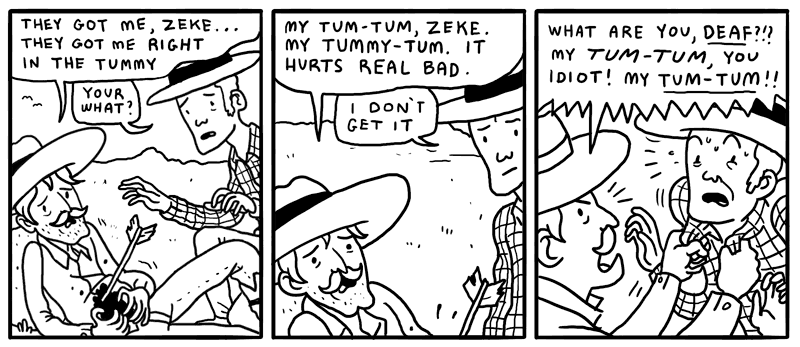 THEY GOT ME, ZEKE...
THEY GOT ME RIGHT
IN THE TUMMY
YOUR
WHAT?
MY TUM-TUM, ZEKE.
MY TUMMY-TUM. IT
HURTS REAL BAD.
I DON'T
GET IT
WHAT ARE YOU, DEAF?!?
MY TUM-TUM, YOU
IDIOT! MY TUM-TUM!!